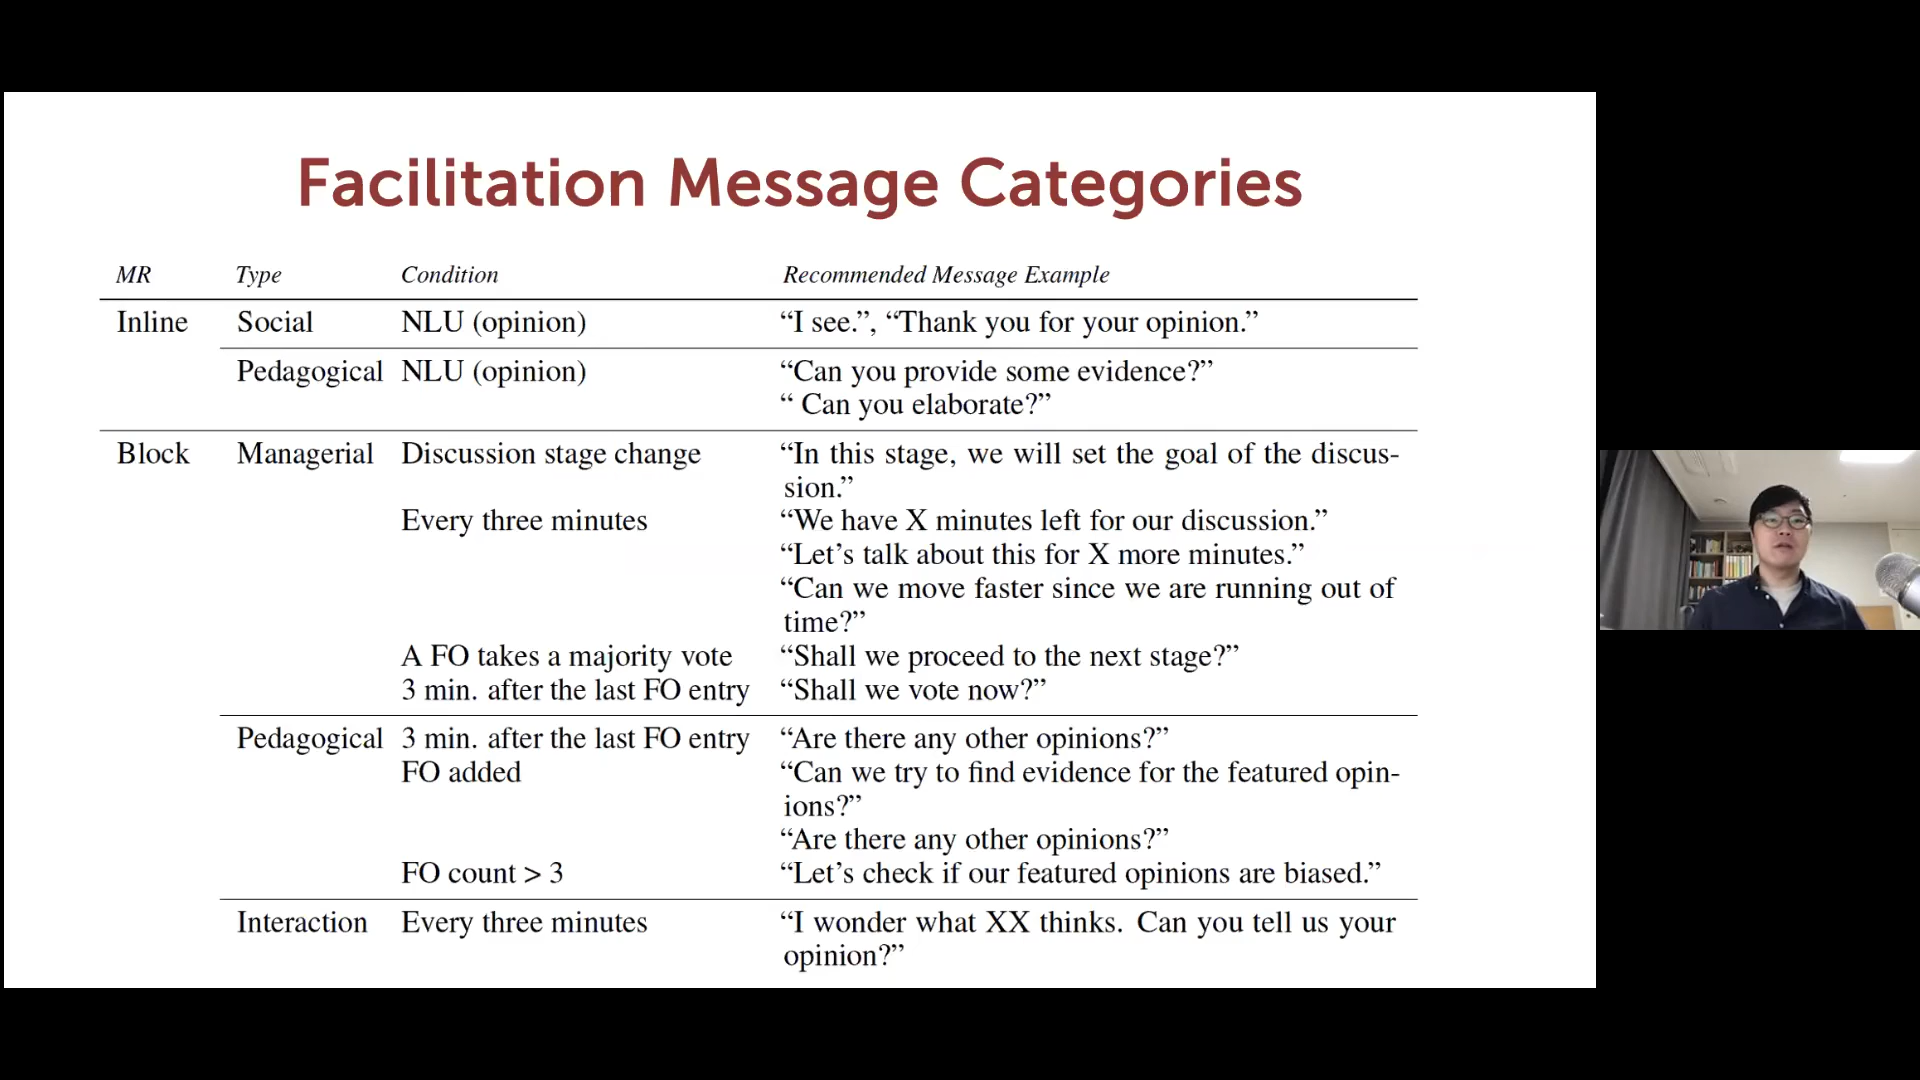 Facilitation Message Categories
MR Type Condition Recommended Message Example
Inline Social NLU (opinion) “I see.”, “Thank you for your opinion.”
Pedagogical NLU (opinion) “Can you provide some evidence?”
“ Can you elaborate?”
Block Managerial Discussion stage change “In this stage, we will set the goal of the discus-
sion.”
Every three minutes “We have X minutes left for our discussion.”
“Let’s talk about this for X more minutes.”
“Can we move faster since we are running out of
time?”
A FO takes a majority vote “Shall we proceed to the next stage?”
3 min. after the last FO entry “Shall we vote now?”
Pedagogical 3 min. after the last FO entry “Are there any other opinions?”
FO added “Can we try to find evidence for the featured opin-
ions?”
“Are there any other opinions?”
FO count > 3 “Let’s check if our featured opinions are biased.”
Interaction Every three minutes “I wonder what XX thinks. Can you tell us your
opinion?”